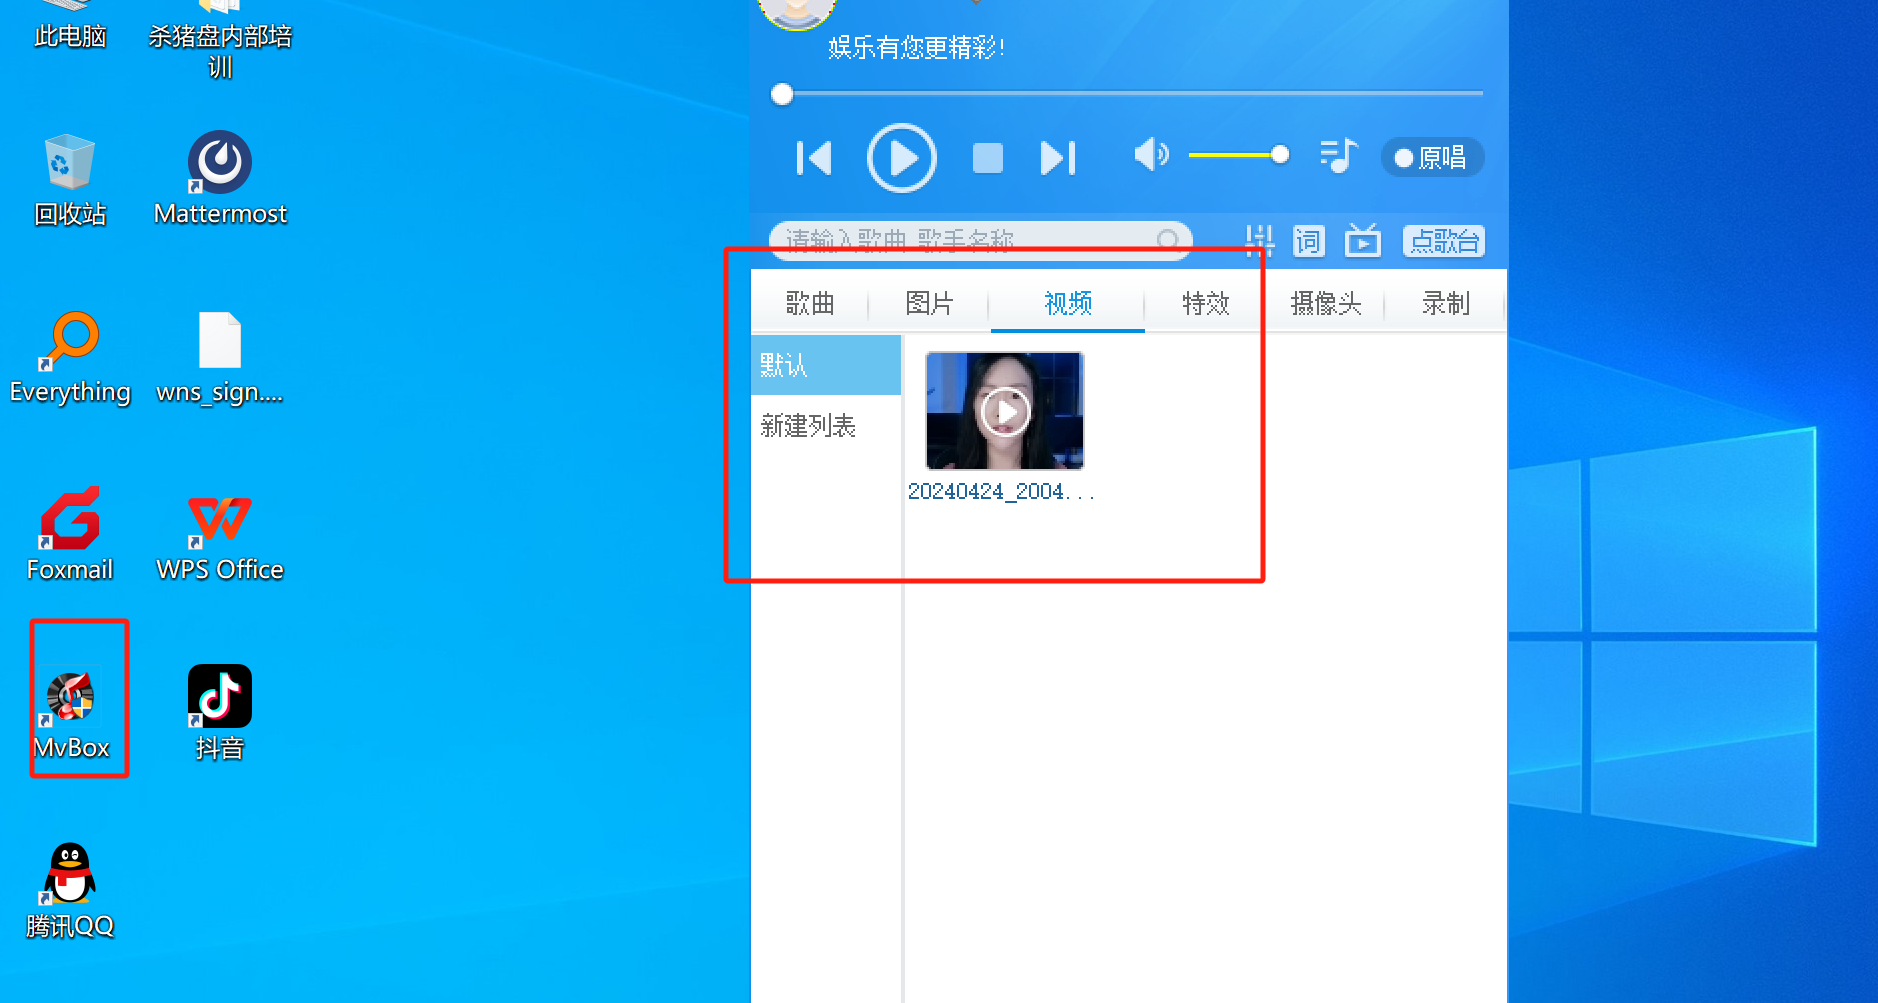 此电脑
杀猪盘内部培
训
回收站
Mattermost
Everything
wns_sign....
Foxmail
WPS Office
MvBox
抖音
腾讯QQ
娱乐有您更精彩!
原唱
请输入歌曲 歌手名称
词
点歌台
歌曲
图片
视频
特效
摄像头
录制
默认
新建列表
20240424_2004...